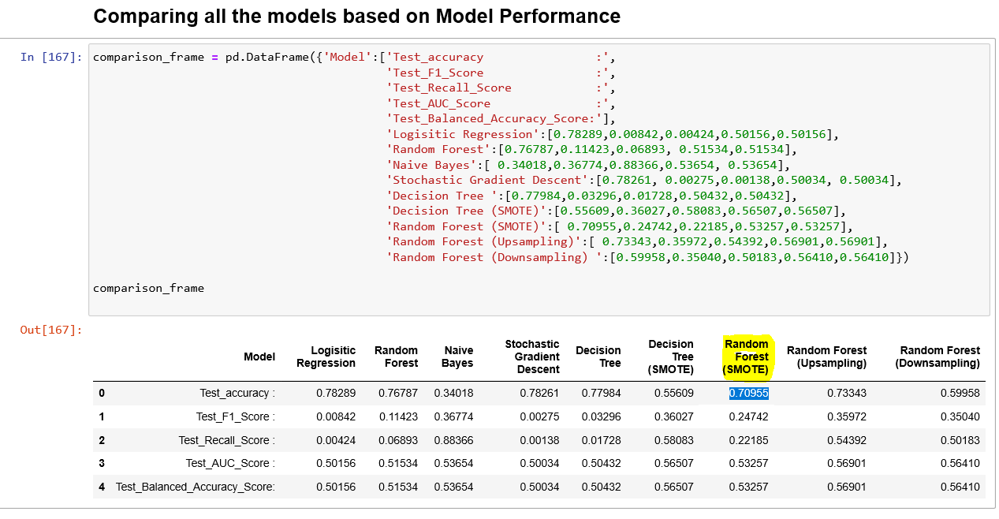 Comparing all the models based on Model Performance
In [167]: comparison_frame = pd.DataFrame({'Model':['Test_accuracy                :',
'Test_F1_Score                :',
'Test_Recall_Score            :',
'Test_AUC_Score               :',
'Test_Balanced_Accuracy_Score:'],
'Logisitic Regression':[0.78289,0.00842,0.00424,0.50156,0.50156],
'Random Forest':[0.76787,0.11423,0.06893, 0.51534,0.51534],
'Naive Bayes':[ 0.34018,0.36774,0.88366,0.53654, 0.53654],
'Stochastic Gradient Descent':[0.78261, 0.00275,0.00138,0.50034, 0.50034],
'Decision Tree ':[0.77984,0.03296,0.01728,0.50432,0.50432],
'Decision Tree (SMOTE)':[0.55609,0.36027,0.58083,0.56507,0.56507],
'Random Forest (SMOTE)':[ 0.70955,0.24742,0.22185,0.53257,0.53257],
'Random Forest (Upsampling)':[ 0.73343,0.35972,0.54392,0.56901,0.56901],
'Random Forest (Downsampling) ':[0.59958,0.35040,0.50183,0.56410,0.56410]})
comparison_frame
Out[167]:
Model Logisitic Regression Random Forest Naive Bayes Stochastic Gradient Descent Decision Tree Decision Tree (SMOTE) Random Forest (SMOTE) Random Forest (Upsampling) Random Forest (Downsampling)
0 Test_accuracy : 0.78289 0.76787 0.34018 0.78261 0.77984 0.55609 0.70955 0.73343 0.59958
1 Test_F1_Score : 0.00842 0.11423 0.36774 0.00275 0.03296 0.36027 0.24742 0.35972 0.35040
2 Test_Recall_Score : 0.00424 0.06893 0.88366 0.00138 0.01728 0.58083 0.22185 0.54392 0.50183
3 Test_AUC_Score : 0.50156 0.51534 0.53654 0.50034 0.50432 0.56507 0.53257 0.56901 0.56410
4 Test_Balanced_Accuracy_Score: 0.50156 0.51534 0.53654 0.50034 0.50432 0.56507 0.53257 0.56901 0.56410